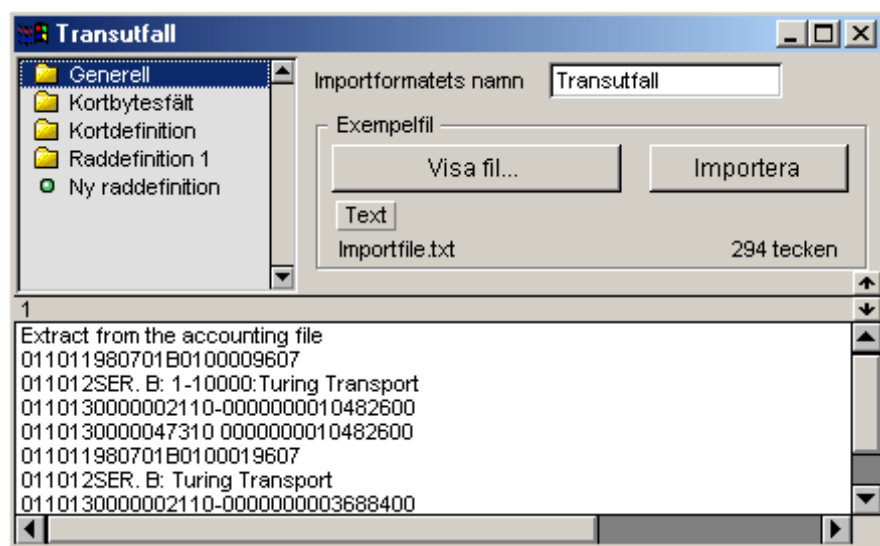 Transutfall
Generell
Kortbytesfält
Kortdefinition
Raddefinition 1
Ny raddefinition
Importformatets namn Transutfall
Exempelfil
Visa fil... Importera
Text
Importfile.txt 294 tecken
1
Extract from the accounting file
011011980701B0100009607
011012SER. B: 1-10000:Turing Transport
0110130000002110-0000000010482600
0110130000047310 0000000010482600
011011980701B0100019607
011012SER. B: Turing Transport
0110130000002110-0000000003688400